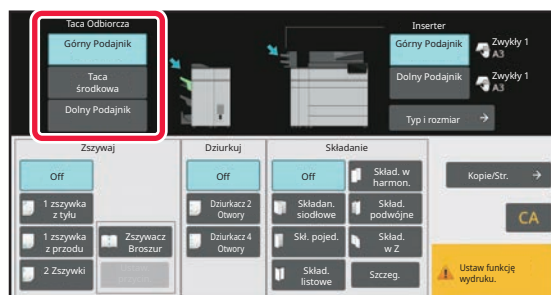 Taca Odbiorcza
Górny Podajnik
Taca
środkowa
Dolny Podajnik
Inserter
Górny Podajnik
Zwykły 1
A3
Dolny Podajnik
Zwykły 1
A3
Typ i rozmiar
Zszywaj
Off
1 zszywka
z tyłu
1 zszywka
z przodu
2 Zszywki
Zszywacz
Broszur
Dziurkuj
Off
Dziurkacz 2
Otwory
Dziurkacz 4
Otwory
Składanie
Off
Skład. w
harmon.
Składan.
siodłowe
Skład.
podwójne
Skł. pojed.
Skład.
w Z
Skład.
listowe
Szczeg.
Kopie/Str.
CA
Ustaw funkcję
wydruku.